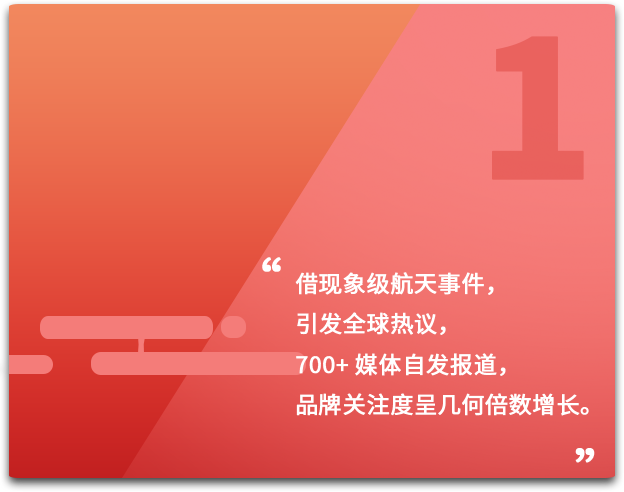 1
“
借现象级航天事件，
引发全球热议，
700+ 媒体自发报道，
品牌关注度呈几何倍数增长。
”